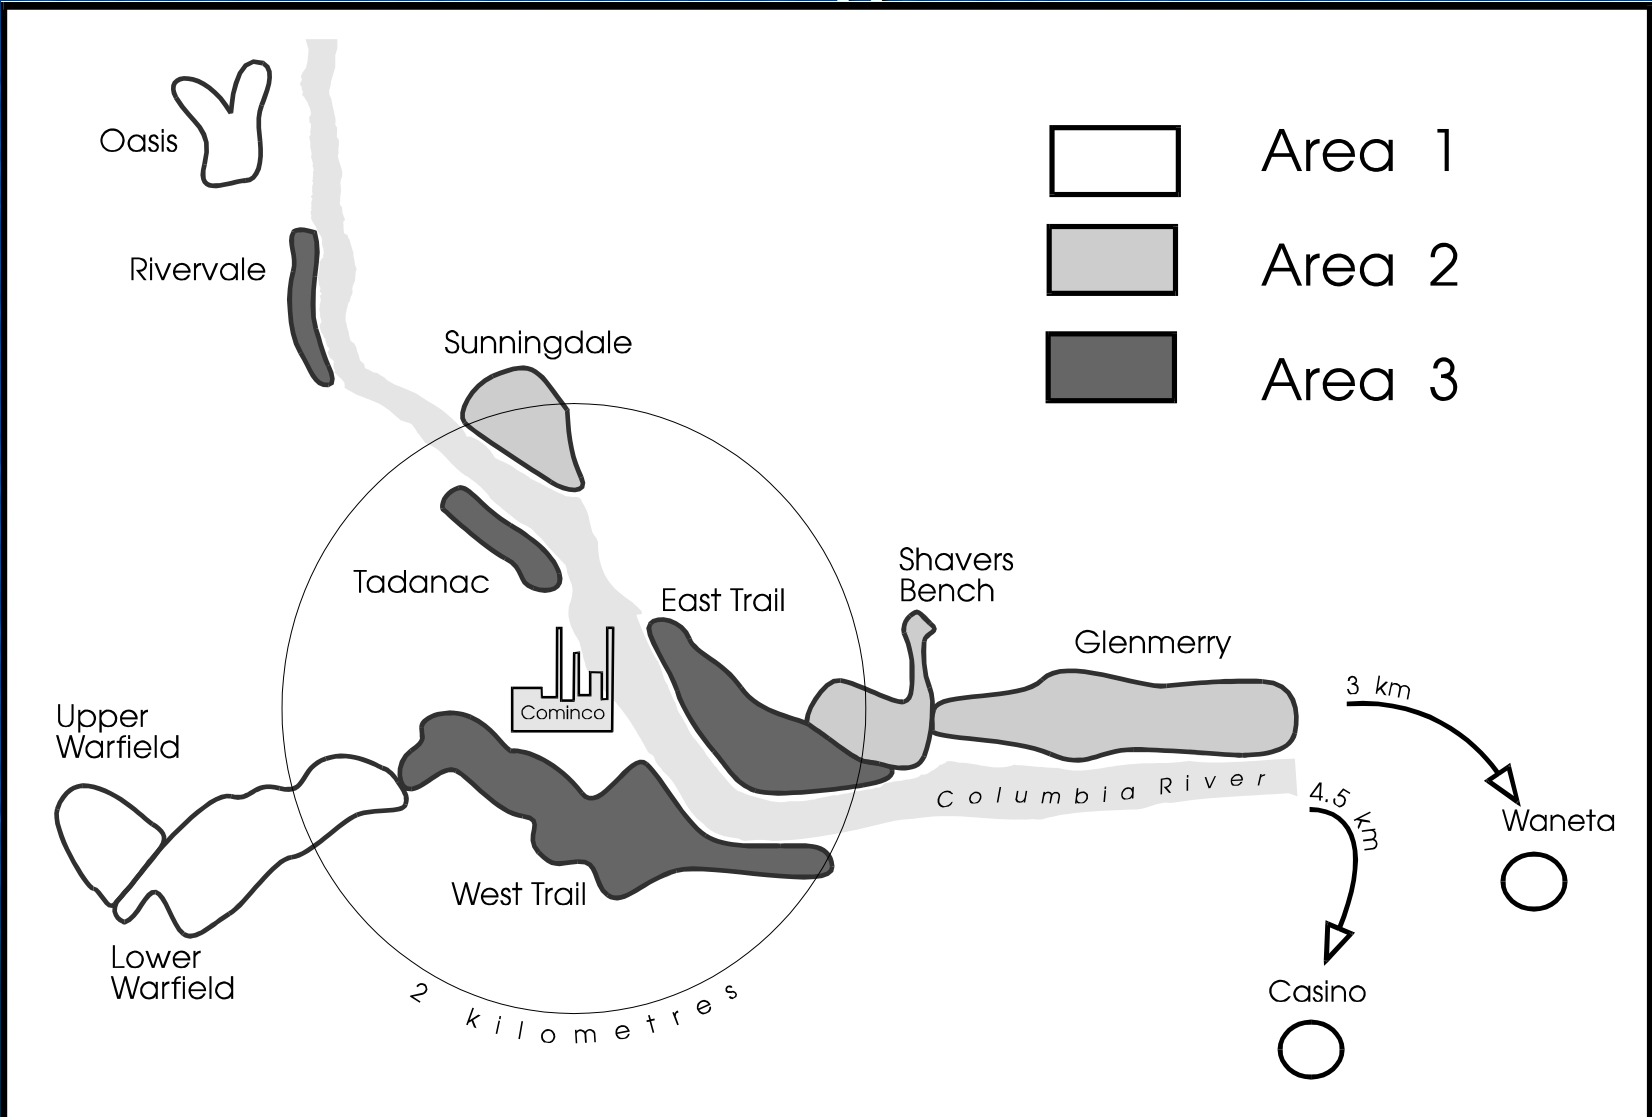 Oasis
Rivervale
Sunningdale
Area 1
Area 2
Area 3
Tadanac
East Trail
Shavers
Bench
Glenmerry
3 km
Cominco
Upper
Warfield
Columbia River
4.5 km
Waneta
West Trail
Lower
Warfield
2 kilometres
Casino